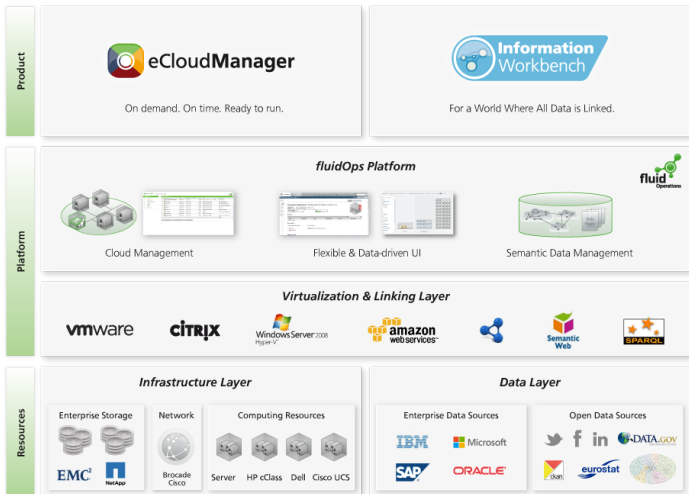 Product
eCloudManager
On demand. On time. Ready to run.
Information
Workbench
For a World Where All Data is Linked.
Platform
fluidOps Platform
fluid
Operations
Cloud Management
Flexible & Data-driven UI
Semantic Data Management
Virtualization & Linking Layer
vmware
CİTRIX
Windows Server 2008
Hyper-V
amazon
web services
Semantic
Web
SPARQL
Resources
Infrastructure Layer
Enterprise Storage
EMC²
NetApp
Network
Brocade
Cisco
Computing Resources
Server HP cClass Dell Cisco UCS
Data Layer
Enterprise Data Sources
IBM
Microsoft
SAP
ORACLE
Open Data Sources
f in DATA.GOV
ckan
eurostat